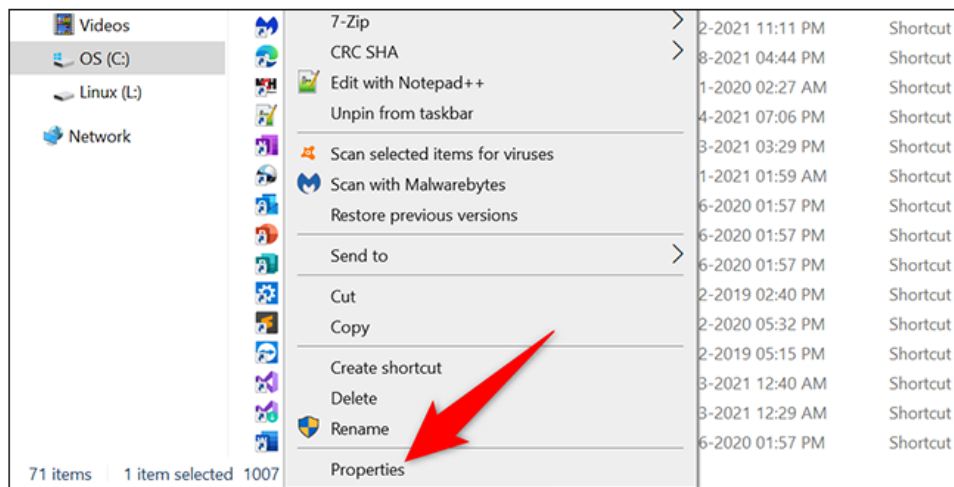 Videos
OS (C:)
Linux (L:)
Network
7-Zip
CRC SHA
Edit with Notepad++
Unpin from taskbar
Scan selected items for viruses
Scan with Malwarebytes
Restore previous versions
Send to
Cut
Copy
Create shortcut
Delete
Rename
Properties
2-2021 11:11 PM Shortcut
8-2021 04:44 PM Shortcut
1-2020 02:27 AM Shortcut
4-2021 07:06 PM Shortcut
3-2021 03:29 PM Shortcut
1-2021 01:59 AM Shortcut
6-2020 01:57 PM Shortcut
6-2020 01:57 PM Shortcut
6-2020 01:57 PM Shortcut
2-2019 02:40 PM Shortcut
2-2020 05:32 PM Shortcut
2-2019 05:15 PM Shortcut
3-2021 12:40 AM Shortcut
3-2021 12:29 AM Shortcut
6-2020 01:57 PM Shortcut
71 items 1 item selected 1007